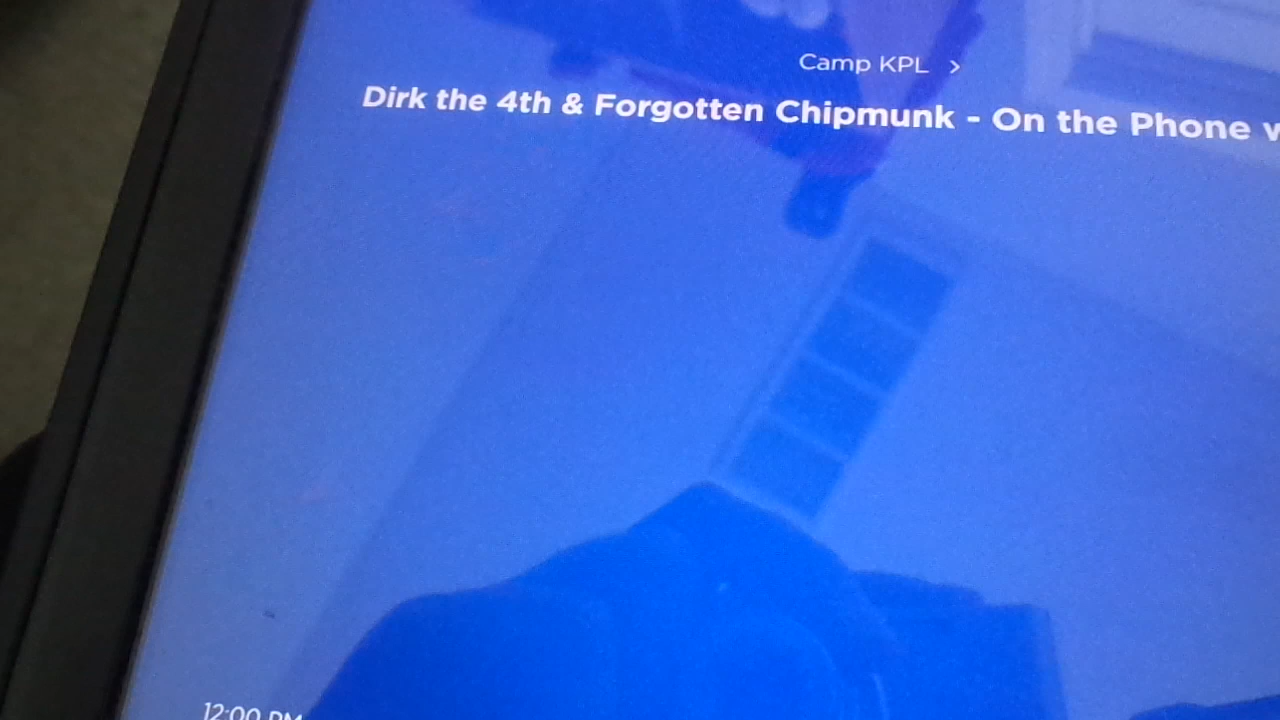 Camp KPL >
Dirk the 4th & Forgotten Chipmunk - On the Phone
12:00 PM